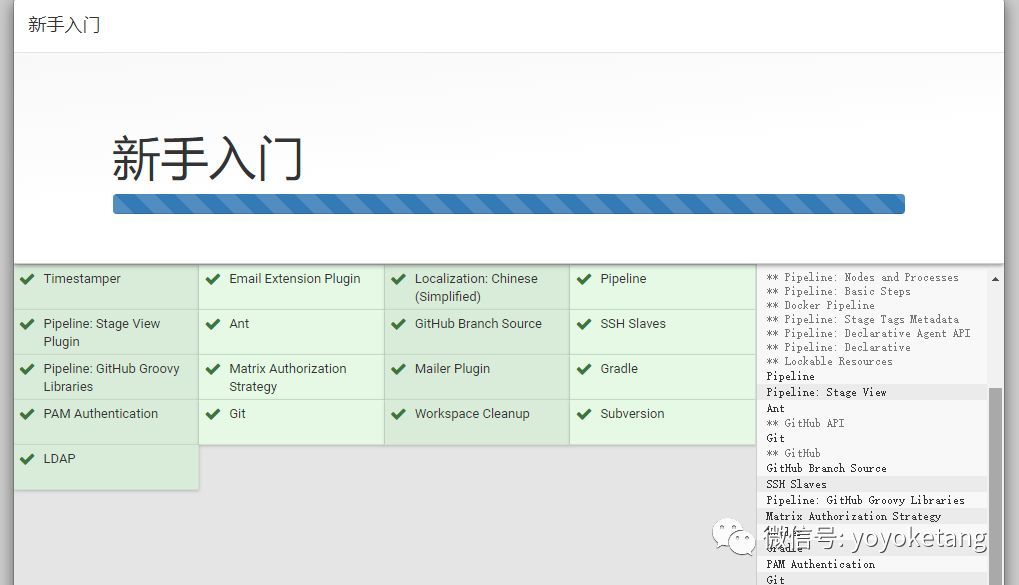 新手入门
新手入门
Timestamper
Email Extension Plugin
Localization: Chinese
(Simplified)
Pipeline
Pipeline: Stage View
Plugin
Ant
GitHub Branch Source
SSH Slaves
Pipeline: GitHub Groovy
Libraries
Matrix Authorization
Strategy
Mailer Plugin
Gradle
PAM Authentication
Git
Workspace Cleanup
Subversion
LDAP
** Pipeline: Nodes and Processes
** Pipeline: Basic Steps
** Docker Pipeline
** Pipeline: Stage Tags Metadata
** Pipeline: Declarative Agent API
** Pipeline: Declarative
** Lockable Resources
Pipeline
Pipeline: Stage View
Ant
** GitHub API
Git
** GitHub
GitHub Branch Source
SSH Slaves
Pipeline: GitHub Groovy Libraries
Matrix Authorization Strategy
Gradle
PAM Authentication
Git
微信号: yoyoketang